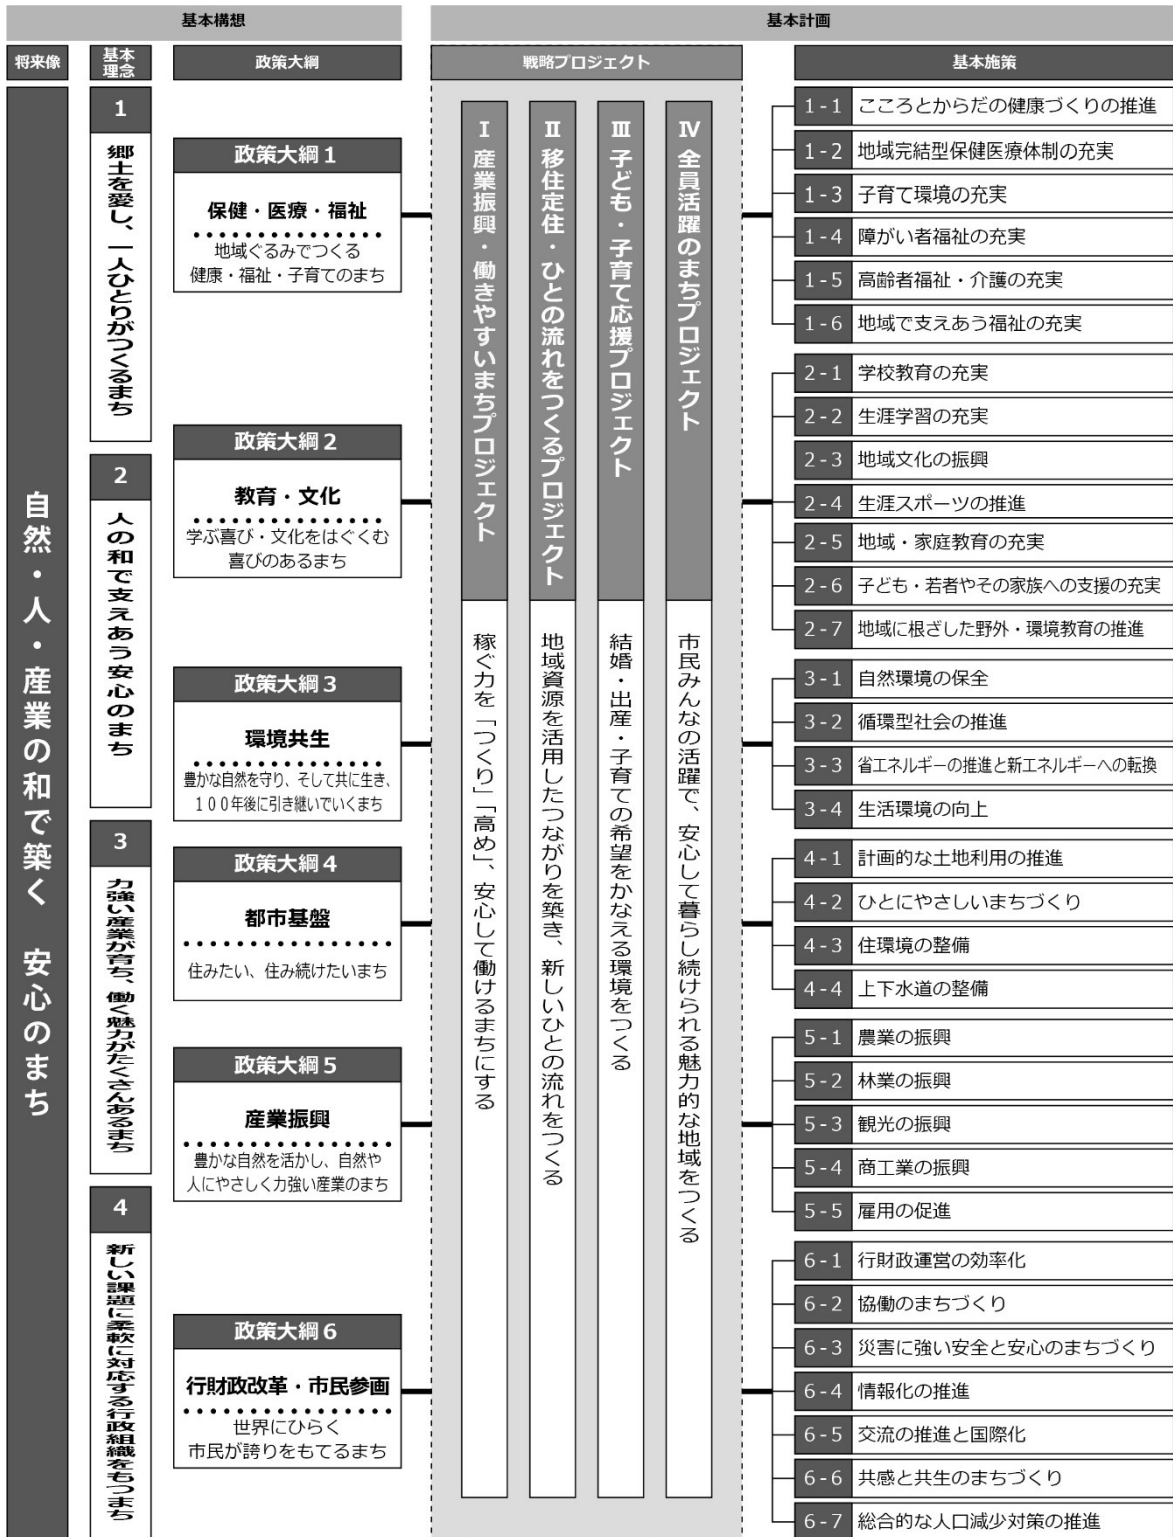 基本構想
基本計画
将来像
基本
理念
政策大綱
戦略プロジェクト
基本施策
自然・人・産業の和で築く 安心のまち
1
郷土を愛し、一人ひとりがつくるまち
2
人の和で支えあう安心のまち
3
力強い産業が育ち、働く魅力がたくさんあるまち
4
新しい課題に柔軟に対応する行政組織をもつまち
政策大綱1
保健・医療・福祉
地域ぐるみでつくる
健康・福祉・子育てのまち
政策大綱2
教育・文化
学ぶ喜び・文化をはぐくむ
喜びのあるまち
政策大綱3
環境共生
豊かな自然を守り、そして共に生き、
100年後に引き継いでいくまち
政策大綱4
都市基盤
住みたい、住み続けたいまち
政策大綱5
産業振興
豊かな自然を活かし、自然や
人にやさしく力強い産業のまち
政策大綱6
行財政改革・市民参画
世界にひらく
市民が誇りをもてるまち
Ⅰ 産業振興・働きやすいまちプロジェクト
稼ぐ力を「つくり」「高め」、安心して働けるまちにする
Ⅱ 移住定住・ひとの流れをつくるプロジェクト
地域資源を活用したつながりを築き、新しいひとの流れをつくる
Ⅲ 子ども・子育て応援プロジェクト
結婚・出産・子育ての希望をかなえる環境をつくる
Ⅳ 全員活躍のまちプロジェクト
市民みんなの活躍で、安心して暮らし続けられる魅力的な地域をつくる
1-1 こころとからだの健康づくりの推進
1-2 地域完結型保健医療体制の充実
1-3 子育て環境の充実
1-4 障がい者福祉の充実
1-5 高齢者福祉・介護の充実
1-6 地域で支えあう福祉の充実
2-1 学校教育の充実
2-2 生涯学習の充実
2-3 地域文化の振興
2-4 生涯スポーツの推進
2-5 地域・家庭教育の充実
2-6 子ども・若者やその家族への支援の充実
2-7 地域に根ざした野外・環境教育の推進
3-1 自然環境の保全
3-2 循環型社会の推進
3-3 省エネルギーの推進と新エネルギーへの転換
3-4 生活環境の向上
4-1 計画的な土地利用の推進
4-2 ひとにやさしいまちづくり
4-3 住環境の整備
4-4 上下水道の整備
5-1 農業の振興
5-2 林業の振興
5-3 観光の振興
5-4 商工業の振興
5-5 雇用の促進
6-1 行財政運営の効率化
6-2 協働のまちづくり
6-3 災害に強い安全と安心のまちづくり
6-4 情報化の推進
6-5 交流の推進と国際化
6-6 共感と共生のまちづくり
6-7 総合的な人口減少対策の推進